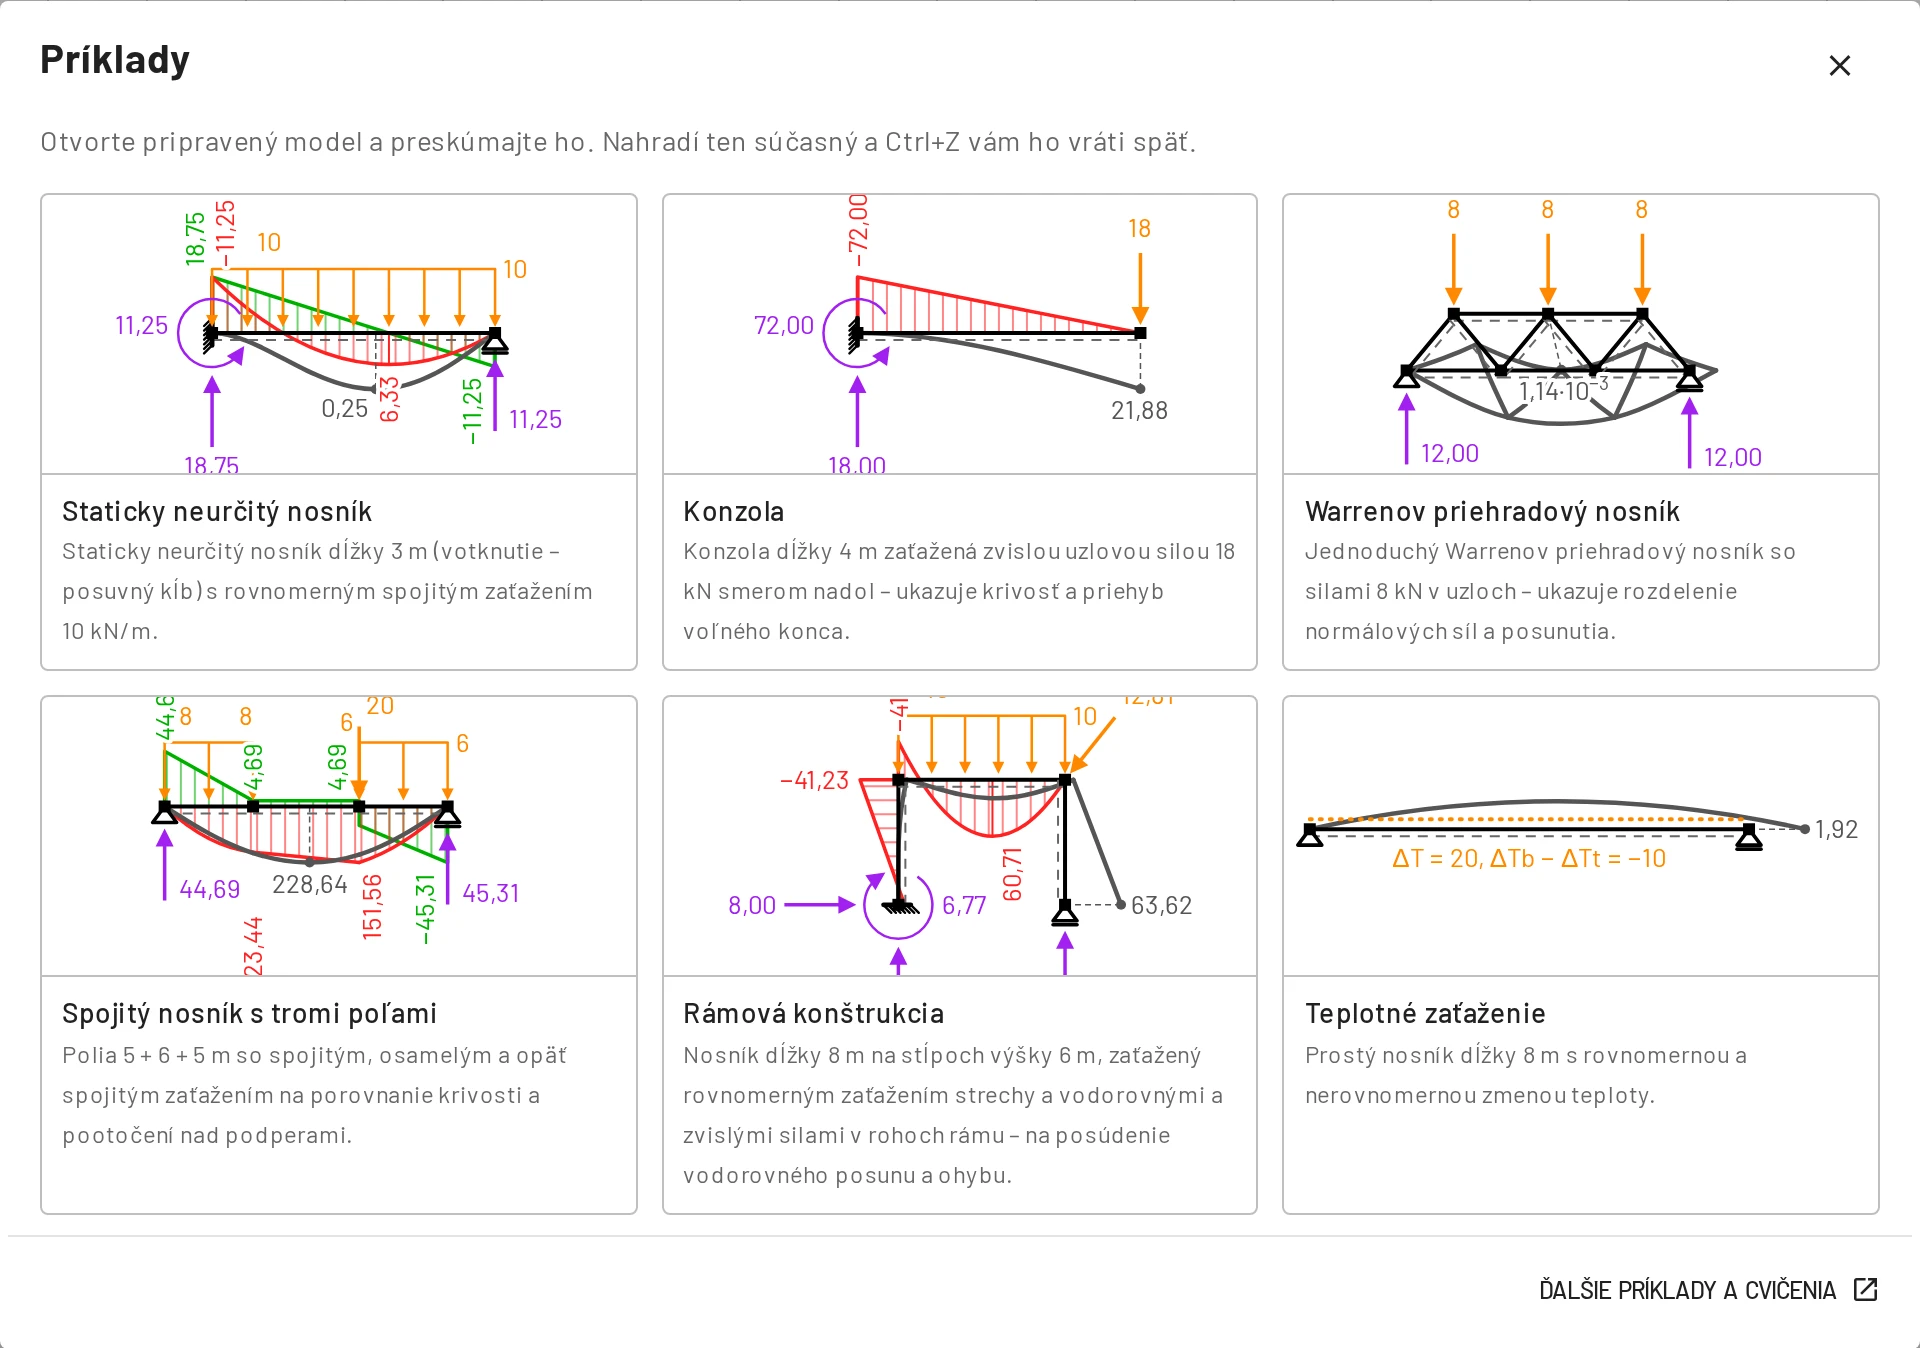 Príklady
Otvorte pripravený model a preskúmajte ho. Nahradí ten súčasný a Ctrl+Z vám ho vráti späť.
18,75
−11,25
10
10
11,25
0,25
6,33
−11,25
11,25
18,75
Staticky neurčitý nosník
Staticky neurčitý nosník dĺžky 3 m (votknutie –
posuvný kĺb) s rovnomerným spojitým zaťažením
10 kN/m.
−72,00
18
72,00
21,88
18,00
Konzola
Konzola dĺžky 4 m zaťažená zvislou uzlovou silou 18
kN smerom nadol – ukazuje krivosť a priehyb
voľného konca.
8
8
8
1,14·10⁻³
12,00
12,00
Warrenov priehradový nosník
Jednoduchý Warrenov priehradový nosník so
silami 8 kN v uzloch – ukazuje rozdelenie
normálových síl a posunutia.
44,6
8
8
4,69
4,69
6
20
6
44,69
228,64
23,44
151,56
−45,31
45,31
Spojitý nosník s tromi poľami
Polia 5 + 6 + 5 m so spojitým, osamelým a opäť
spojitým zaťažením na porovnanie krivosti a
pootočení nad podperami.
−41
10
−41,23
60,71
8,00
6,77
63,62
Rámová konštrukcia
Nosník dĺžky 8 m na stĺpoch výšky 6 m, zaťažený
rovnomerným zaťažením strechy a vodorovnými a
zvislými silami v rohoch rámu – na posúdenie
vodorovného posunu a ohybu.
1,92
ΔT = 20, ΔTb − ΔTt = −10
Teplotné zaťaženie
Prostý nosník dĺžky 8 m s rovnomernou a
nerovnomernou zmenou teploty.
ĎALŠIE PRÍKLADY A CVIČENIA